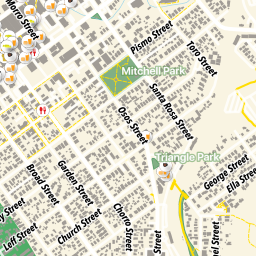 Morro Street
Pismo Street
Toro Street
Mitchell Park
Santa Rosa Street
Osos Street
Triangle Park
George Street
Ella Street
Broad Street
Garden Street
Chorro Street
Church Street
Leff Street
Street